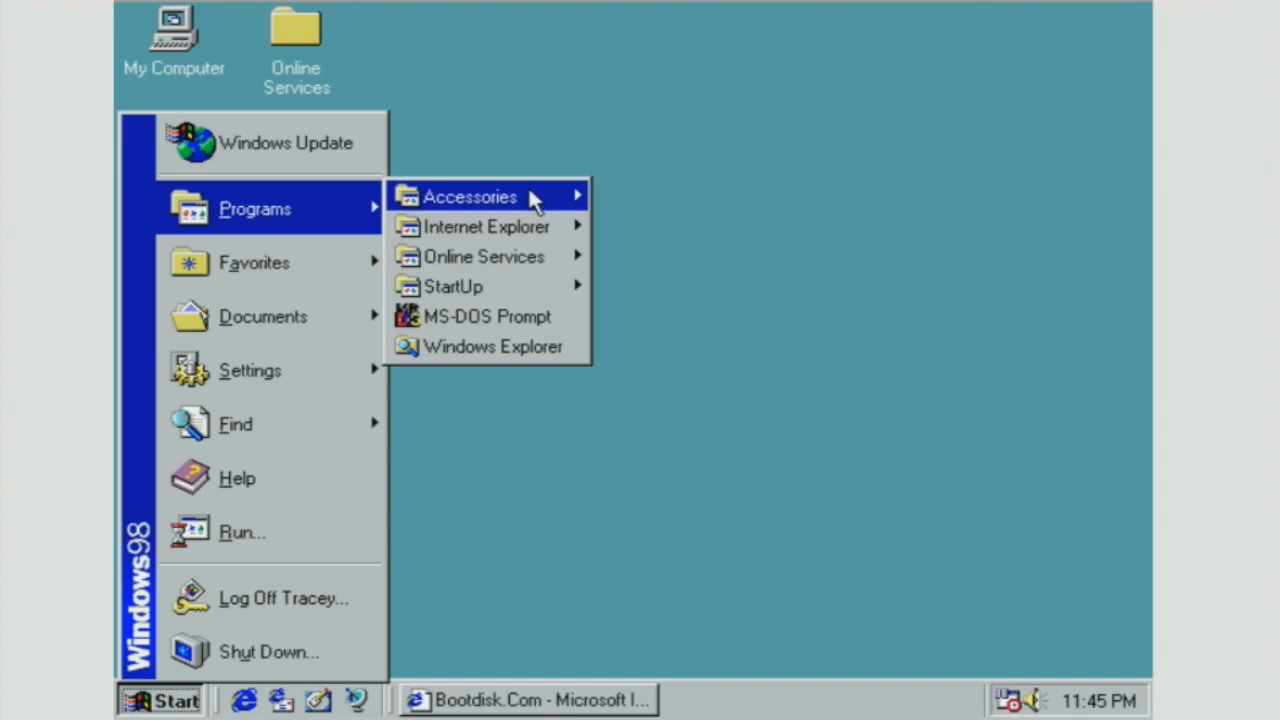 My Computer
Online
Services
Windows Update
Programs
Favorites
Documents
Settings
Find
Help
Run...
Log Off Tracey...
Shut Down...
Windows98
Accessories
Internet Explorer
Online Services
StartUp
MS-DOS Prompt
Windows Explorer
Start
Bootdisk.Com - Microsoft I...
11:45 PM